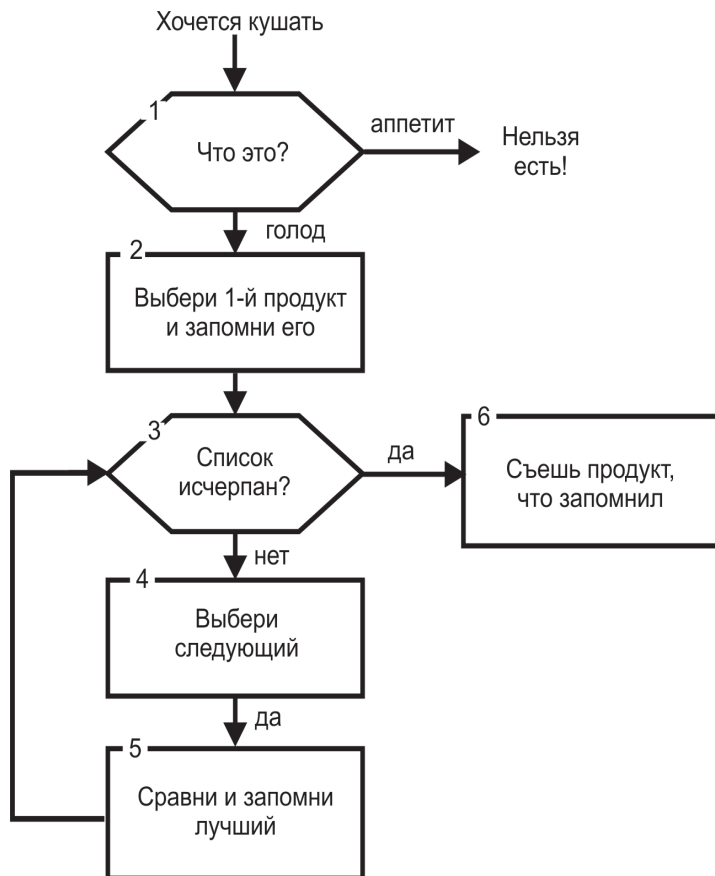 Хочется кушать
1
Что это?
аппетит
Нельзя
есть!
голод
2
Выбери 1-й продукт
и запомни его
3
Список
исчерпан?
да
6
Съешь продукт,
что запомнил
нет
4
Выбери
следующий
да
5
Сравни и запомни
лучший